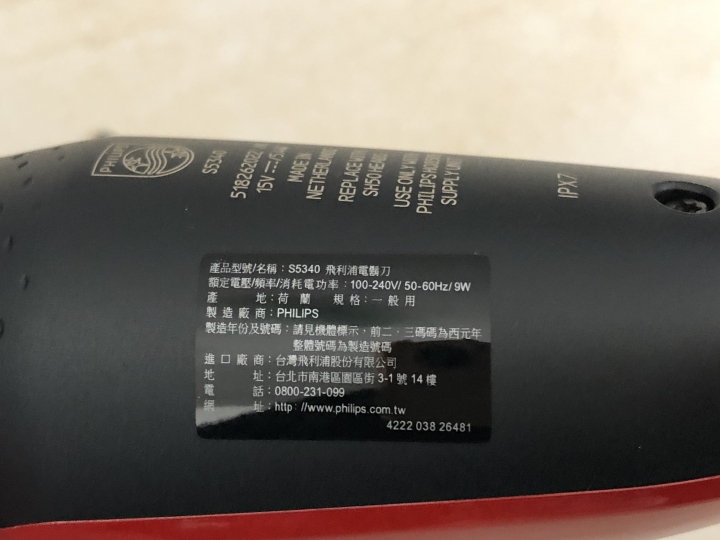 PHILIPS
S5340
15V
MADE IN
REPLACE WITH
USE ONLY WITH
SUPPLY UNIT
IPX7
產品型號/名稱：S5340 飛利浦電鬍刀
額定電壓/頻率/消耗電功率：100-240V/ 50-60Hz/ 9W
產 地：荷 蘭 規 格：一 般 用
製 造 廠 商：PHILIPS
製造年份及號碼：請見機體標示，前二．三碼碼為西元年
整體號碼為製造號碼
進 口 廠 商：台灣飛利浦股份有限公司
地 址：台北市南港區園區街 3-1 號 14 樓
電 話：0800-231-099
網 址：http：//www.philips.com.tw
4222 038 26481